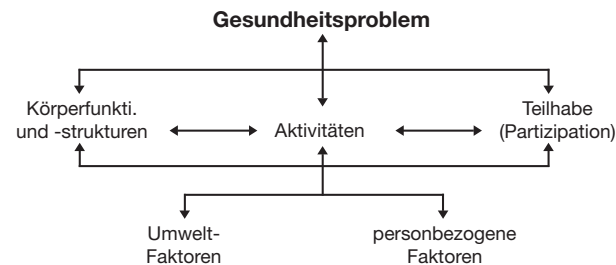 Gesundheitsproblem
Körperfunkti.
und -strukturen
Aktivitäten
Teilhabe
(Partizipation)
Umwelt-
Faktoren
personbezogene
Faktoren